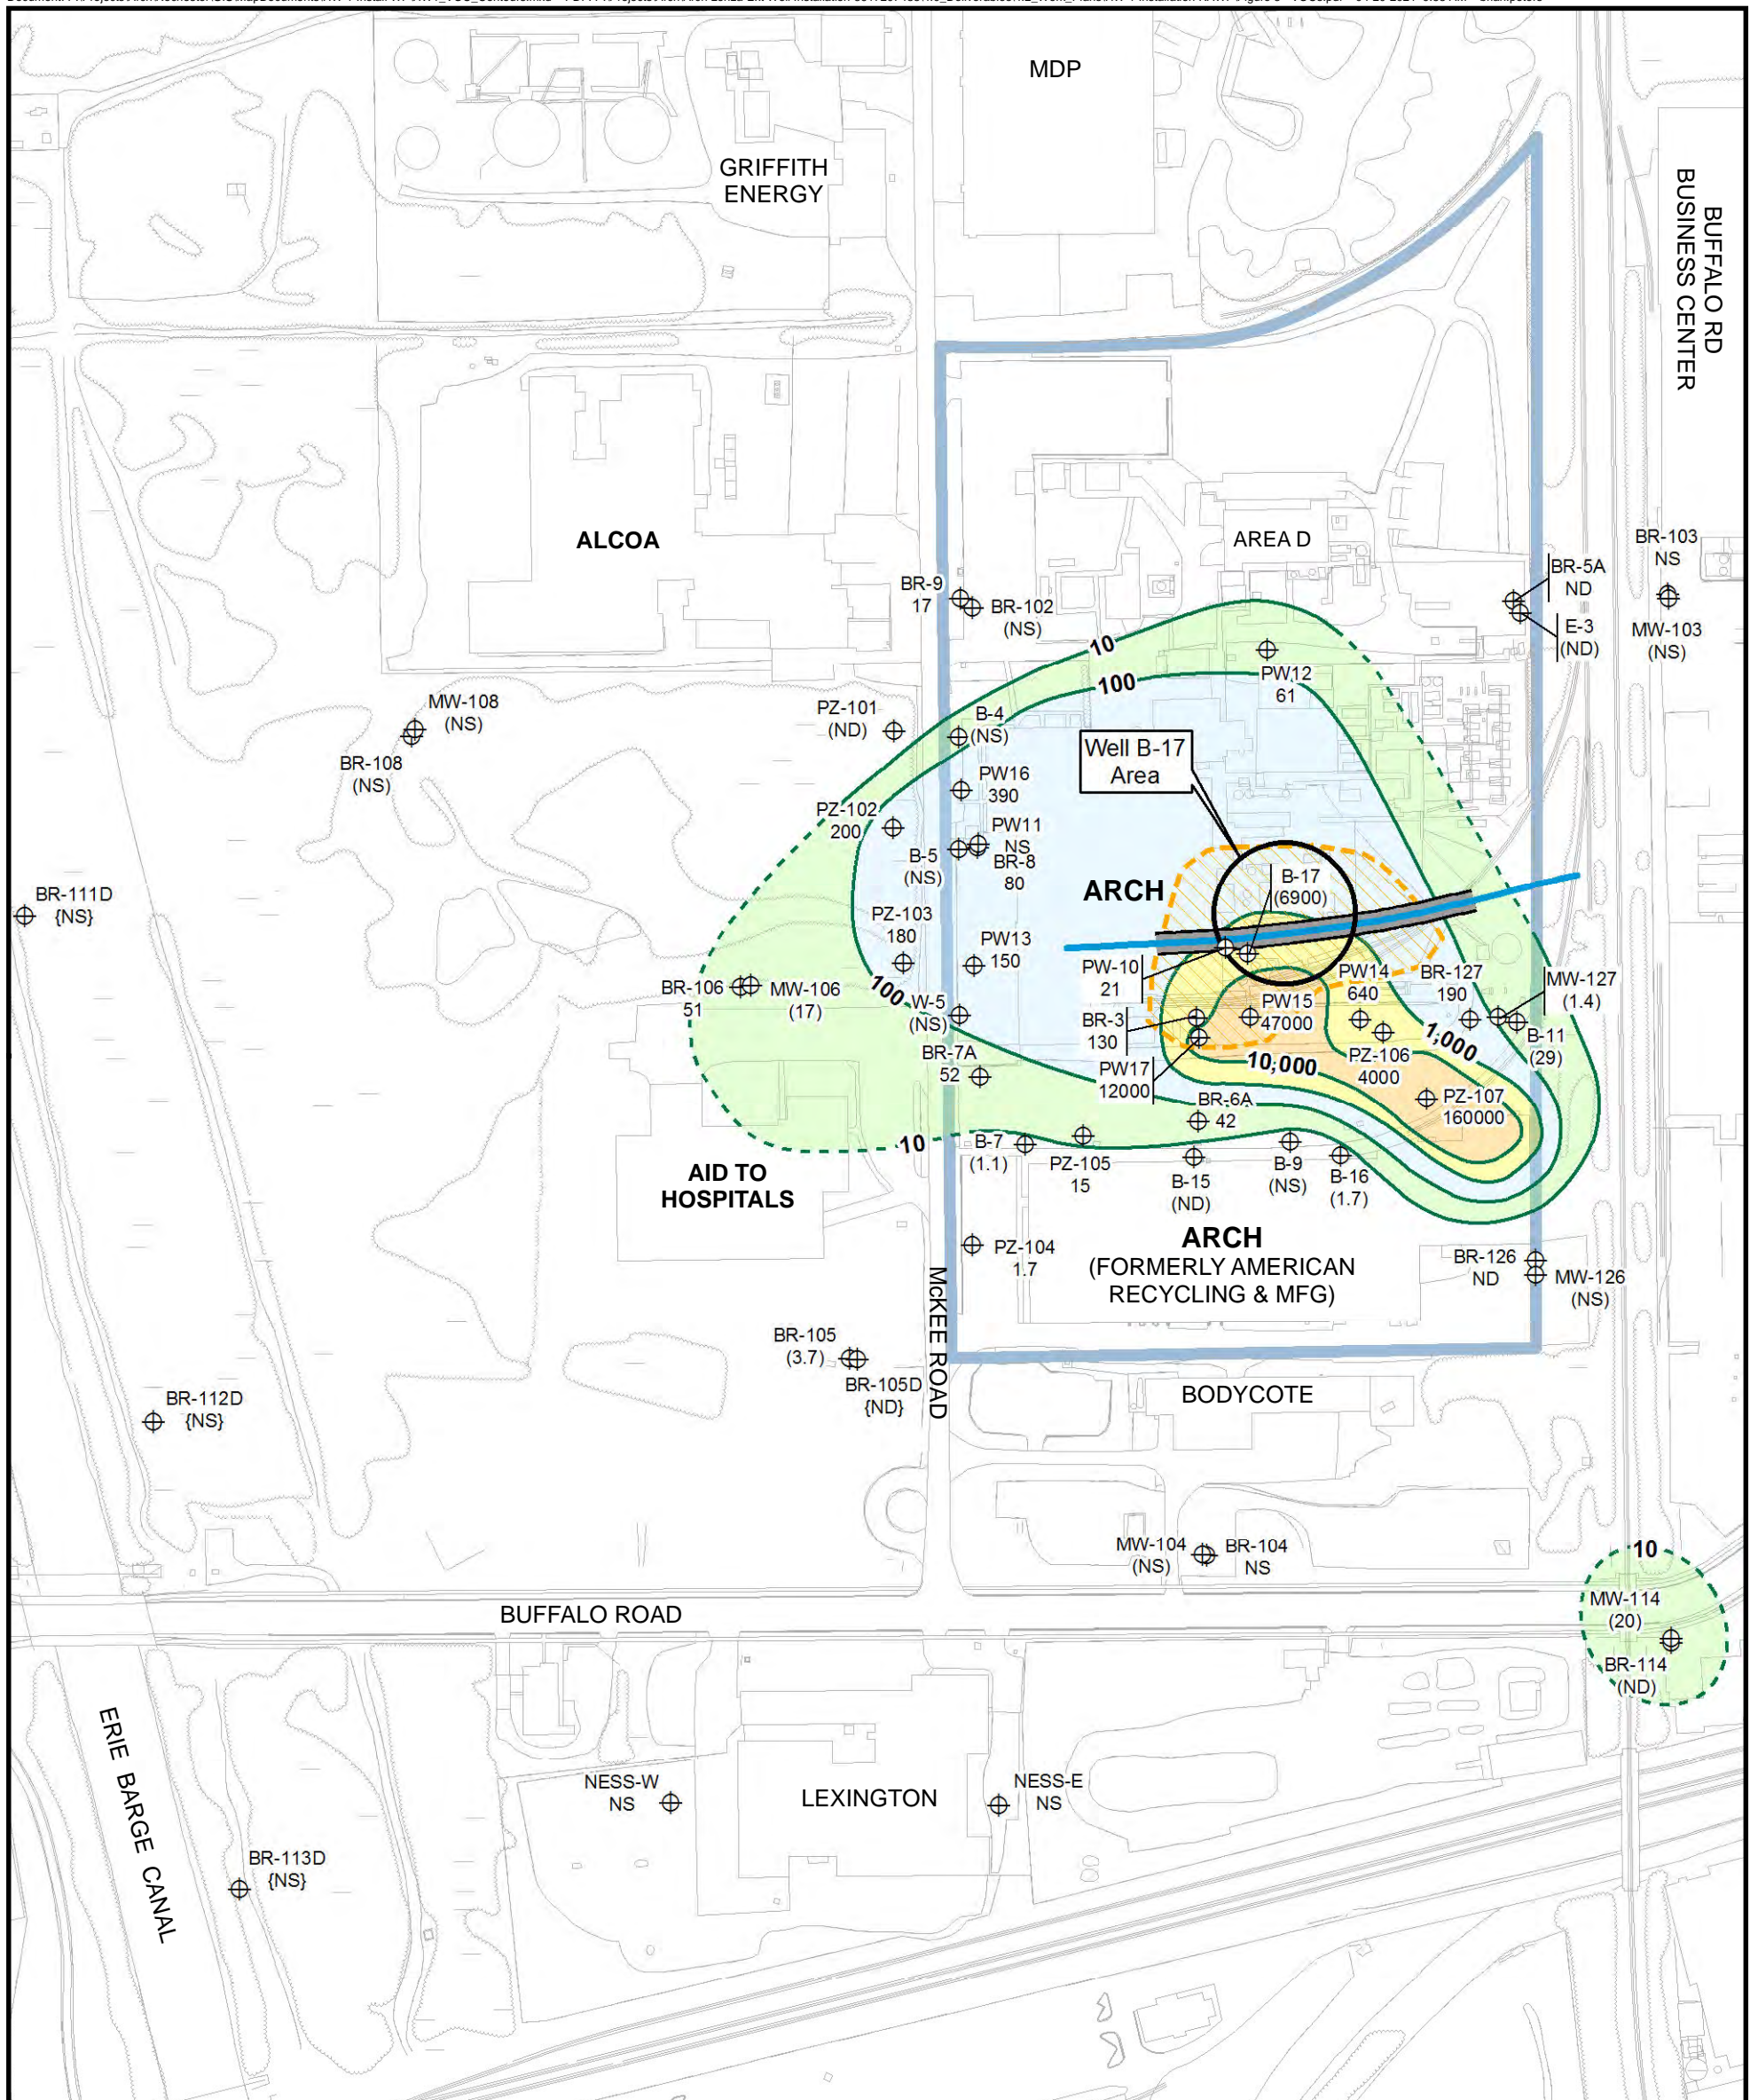 MDP
GRIFFITH
ENERGY
BUFFALO RD
BUSINESS CENTER
ALCOA
AREA D
BR-103
NS
BR-5A
ND
BR-9
17
BR-102
(NS)
E-3
(ND)
MW-103
(NS)
10
100
PW12
61
MW-108
(NS)
PZ-101
(ND)
B-4
(NS)
BR-108
(NS)
Well B-17
Area
PW16
390
PZ-102
200
PW11
NS
B-5
(NS)
BR-8
80
B-17
(6900)
ARCH
BR-111D
{NS}
PZ-103
180
PW13
150
PW-10
21
PW14
640
BR-127
190
MW-127
(1.4)
BR-106
51
MW-106
(17)
100
W-5
(NS)
BR-3
130
PW15
47000
1,000
B-11
(29)
BR-7A
52
PW17
12000
10,000
PZ-106
4000
BR-6A
42
PZ-107
160000
10
B-7
(1.1)
PZ-105
15
B-15
(ND)
B-9
(NS)
B-16
(1.7)
AID TO
HOSPITALS
PZ-104
1.7
ARCH
(FORMERLY AMERICAN
RECYCLING & MFG)
BR-126
ND
MW-126
(NS)
McKEE ROAD
BR-105
(3.7)
BR-105D
{ND}
BODYCOTE
BR-112D
{NS}
MW-104
(NS)
BR-104
NS
10
MW-114
(20)
BUFFALO ROAD
BR-114
(ND)
ERIE BARGE CANAL
NESS-W
NS
LEXINGTON
NESS-E
NS
BR-113D
{NS}